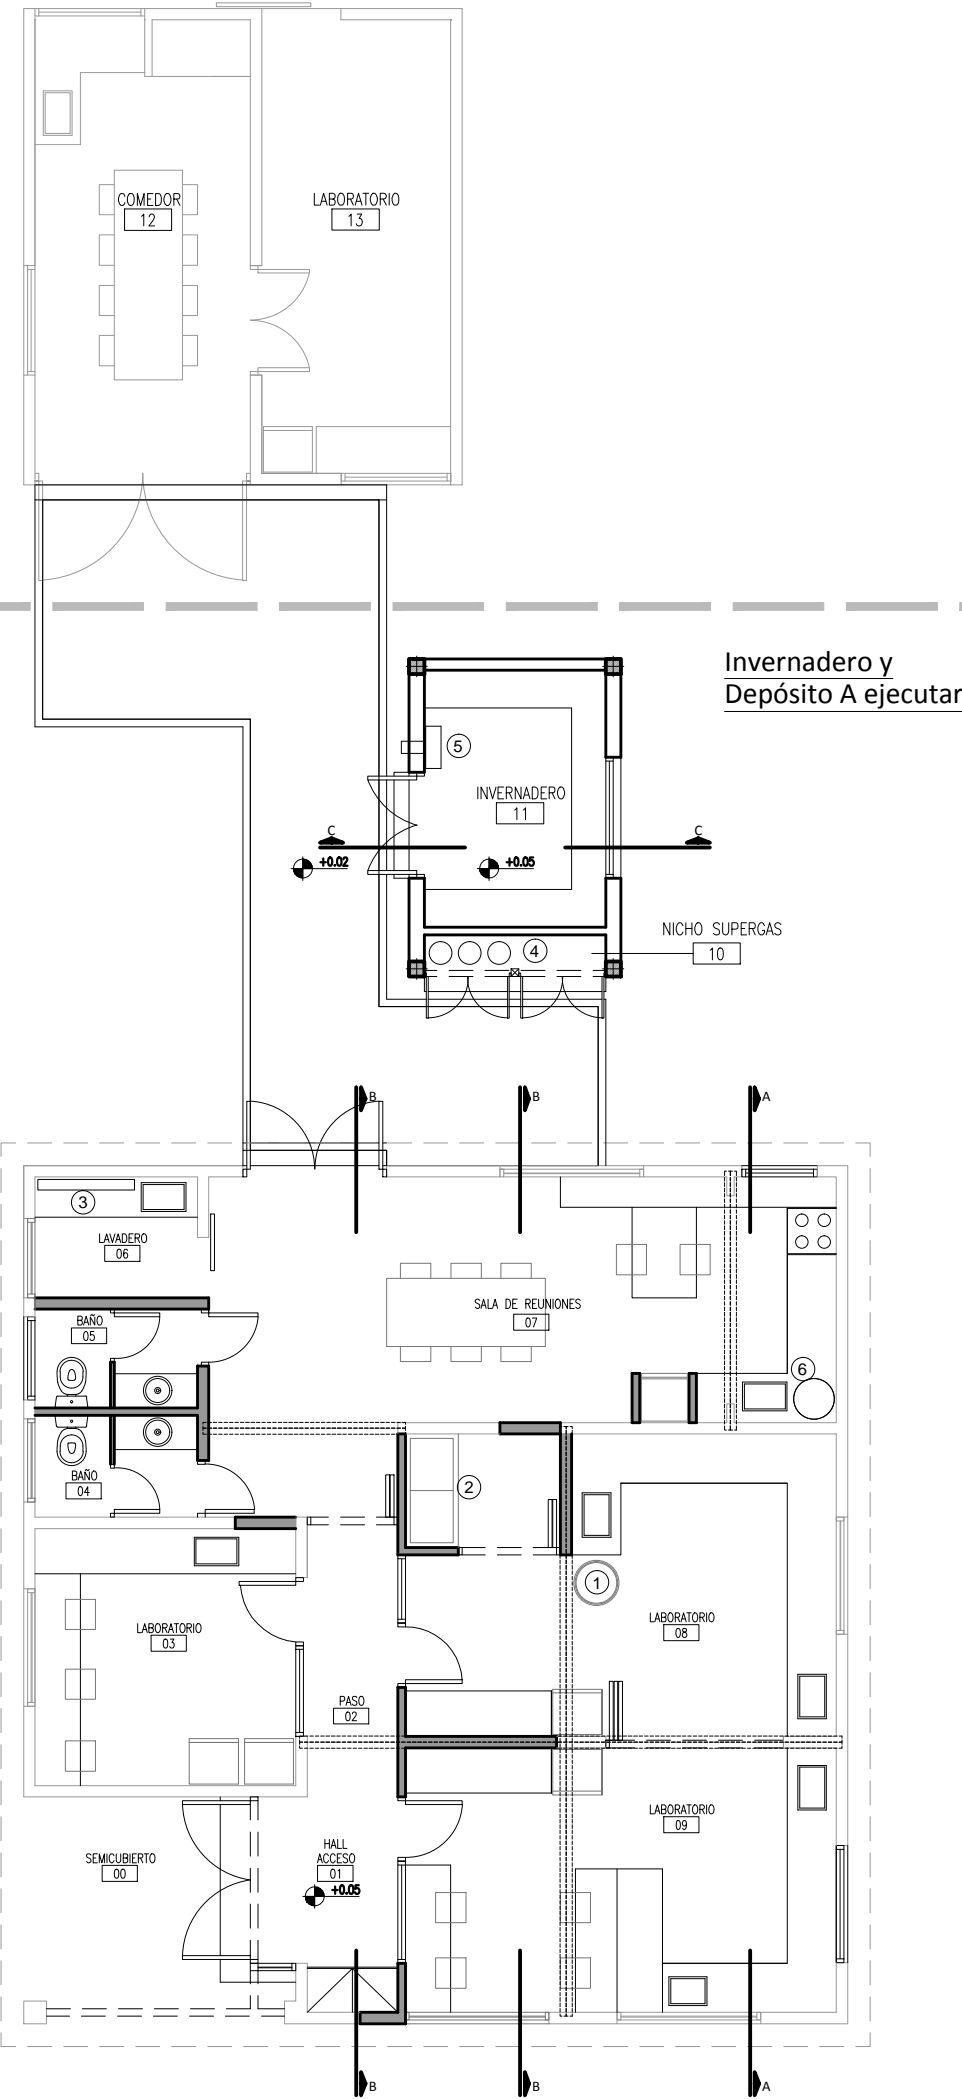 COMEDOR
12
LABORATORIO
13
Invernadero y
Depósito A ejecutar
5
INVERNADERO
11
C
C
+0.02
+0.05
NICHO SUPERGAS
10
4
B
B
A
3
LAVADERO
06
SALA DE REUNIONES
07
BAÑO
05
6
BAÑO
04
2
1
LABORATORIO
03
LABORATORIO
08
PASO
02
LABORATORIO
09
SEMICUBIERTO
00
HALL
ACCESO
01
+0.05
B
B
A